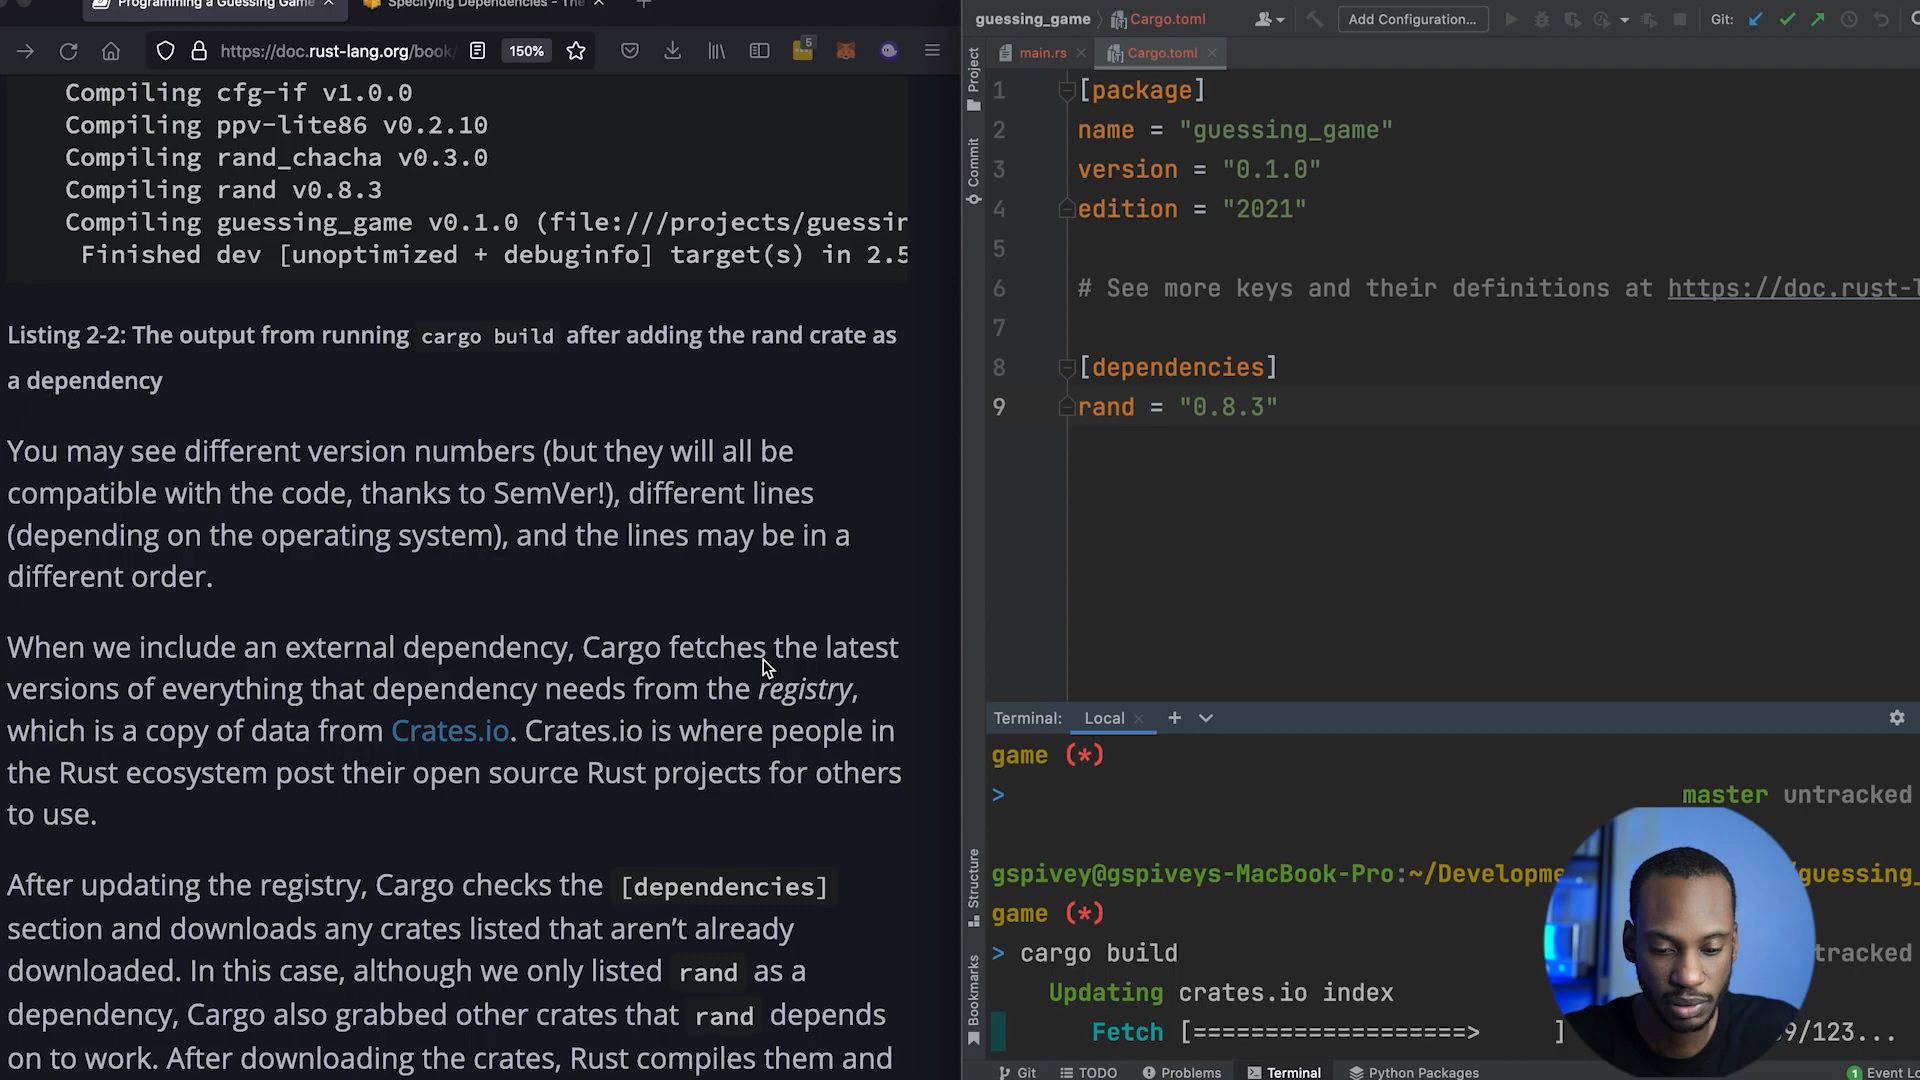 Programming a Guessing Game
Specifying Dependencies - The
https://doc.rust-lang.org/book
150%
5
Compiling cfg-if v1.0.0
Compiling ppv-lite86 v0.2.10
Compiling rand_chacha v0.3.0
Compiling rand v0.8.3
Compiling guessing_game v0.1.0 (file:///projects/guessin
Finished dev [unoptimized + debuginfo] target(s) in 2.5
Listing 2-2: The output from running cargo build after adding the rand crate as
a dependency
You may see different version numbers (but they will all be
compatible with the code, thanks to SemVer!), different lines
(depending on the operating system), and the lines may be in a
different order.
When we include an external dependency, Cargo fetches the latest
versions of everything that dependency needs from the registry,
which is a copy of data from Crates.io. Crates.io is where people in
the Rust ecosystem post their open source Rust projects for others
to use.
After updating the registry, Cargo checks the [dependencies]
section and downloads any crates listed that aren't already
downloaded. In this case, although we only listed rand as a
dependency, Cargo also grabbed other crates that rand depends
on to work. After downloading the crates, Rust compiles them and
guessing_game Cargo.toml
Add Configuration...
Git:
main.rs
Cargo.toml
Project
Commit
Structure
Bookmarks
1 [package]
2 name = "guessing_game"
3 version = "0.1.0"
4 edition = "2021"
5
6 # See more keys and their definitions at https://doc.rust-l
7
8 [dependencies]
9 rand = "0.8.3"
Terminal: Local
game (*)
> master untracked
gspivey@gspiveys-MacBook-Pro:~/Developme guessing_
game (*)
> cargo build tracked
Updating crates.io index
Fetch [===================> ] 9/123...
Git TODO Problems Terminal Python Packages 1 Event Lo